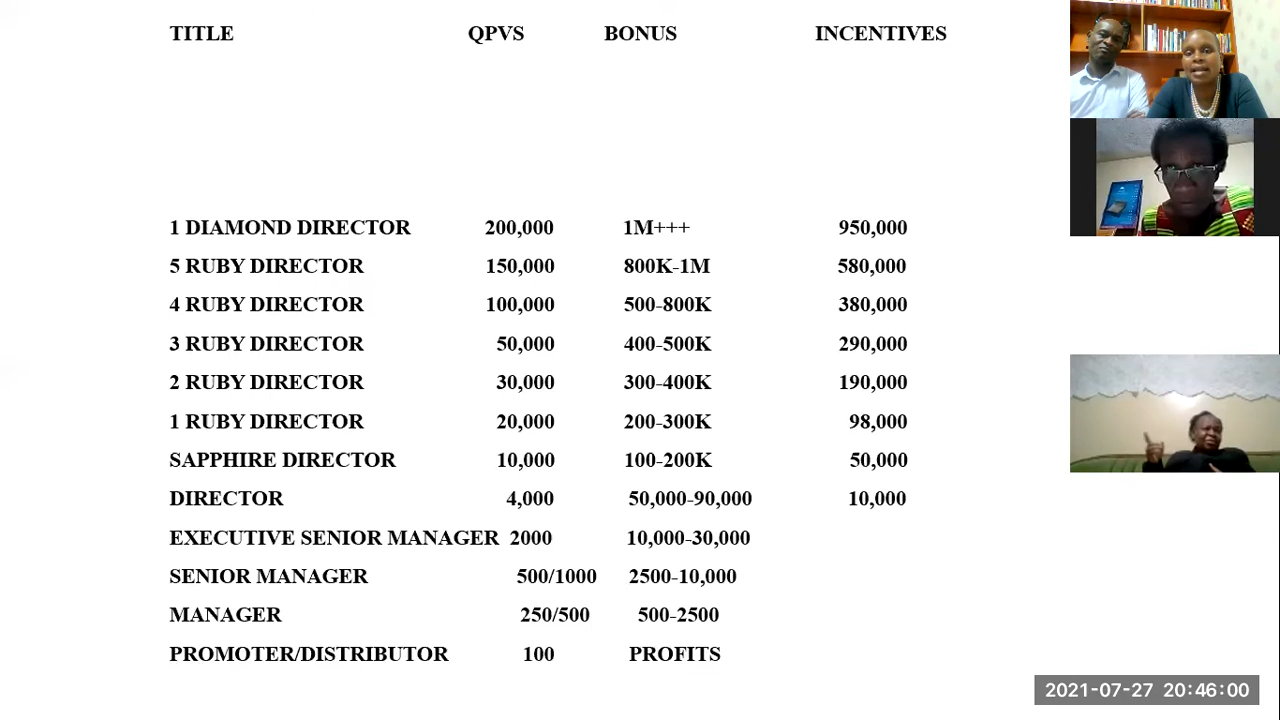 TITLE QPVS BONUS INCENTIVES
1 DIAMOND DIRECTOR 200,000 1M+++ 950,000
5 RUBY DIRECTOR 150,000 800K-1M 580,000
4 RUBY DIRECTOR 100,000 500-800K 380,000
3 RUBY DIRECTOR 50,000 400-500K 290,000
2 RUBY DIRECTOR 30,000 300-400K 190,000
1 RUBY DIRECTOR 20,000 200-300K 98,000
SAPPHIRE DIRECTOR 10,000 100-200K 50,000
DIRECTOR 4,000 50,000-90,000 10,000
EXECUTIVE SENIOR MANAGER 2000 10,000-30,000
SENIOR MANAGER 500/1000 2500-10,000
MANAGER 250/500 500-2500
PROMOTER/DISTRIBUTOR 100 PROFITS
2021-07-27 20:46:00